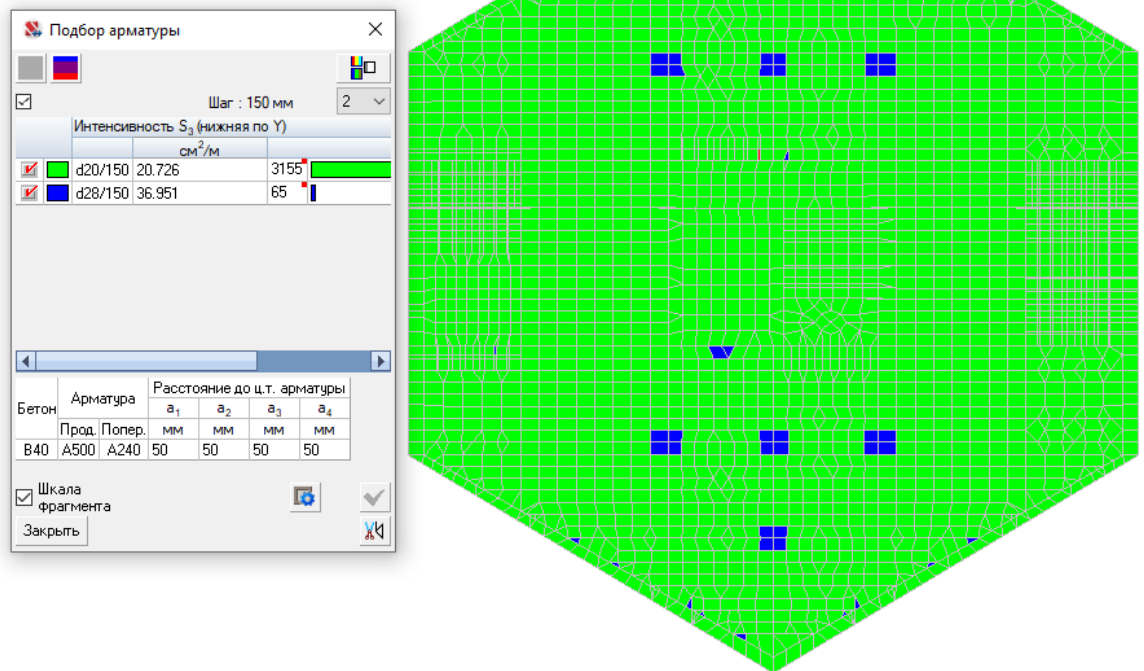 Подбор арматуры
Шаг : 150 мм
2
Интенсивность S3 (нижняя по Y)
см2/м
d20/150 20.726 3155
d28/150 36.951 65
Расстояние до ц.т. арматуры
Бетон Арматура a1 a2 a3 a4
Прод. Попер. мм мм мм мм
B40 A500 A240 50 50 50 50
Шкала
фрагмента
Закрыть